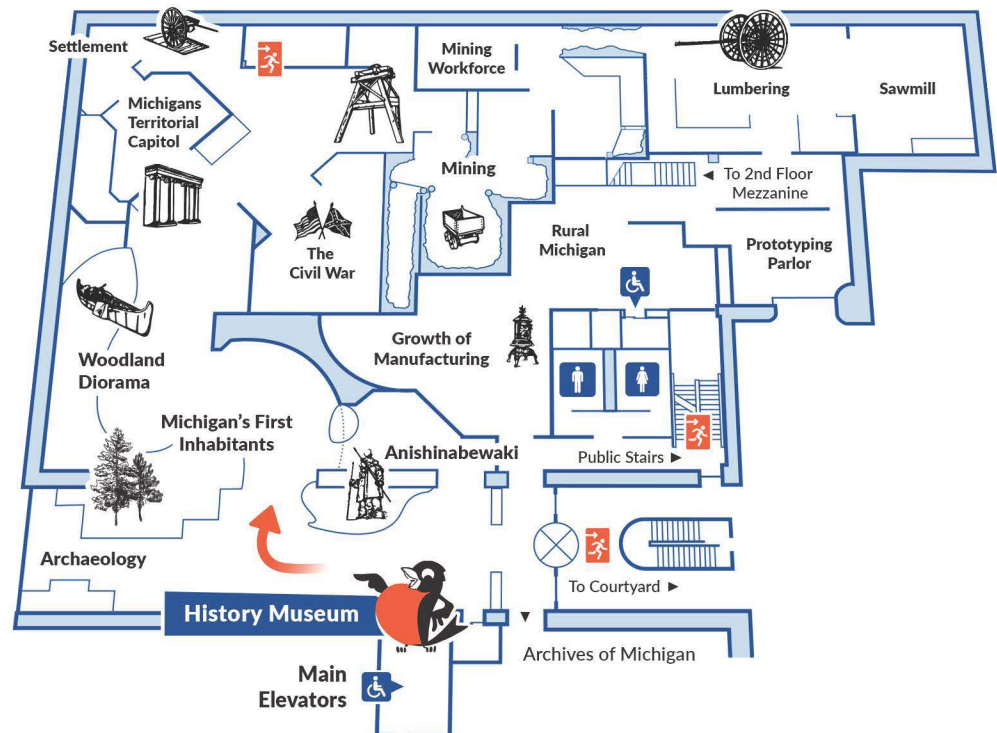 Settlement
Mining
Workforce
Lumbering
Sawmill
Michigans
Territorial
Capitol
Mining
◄ To 2nd Floor
Mezzanine
The
Civil War
Rural
Michigan
Prototyping
Parlor
Growth of
Manufacturing
Woodland
Diorama
Michigan's First
Inhabitants
Anishinabewaki
Public Stairs ►
Archaeology
To Courtyard ►
History Museum
▼
Archives of Michigan
Main
Elevators